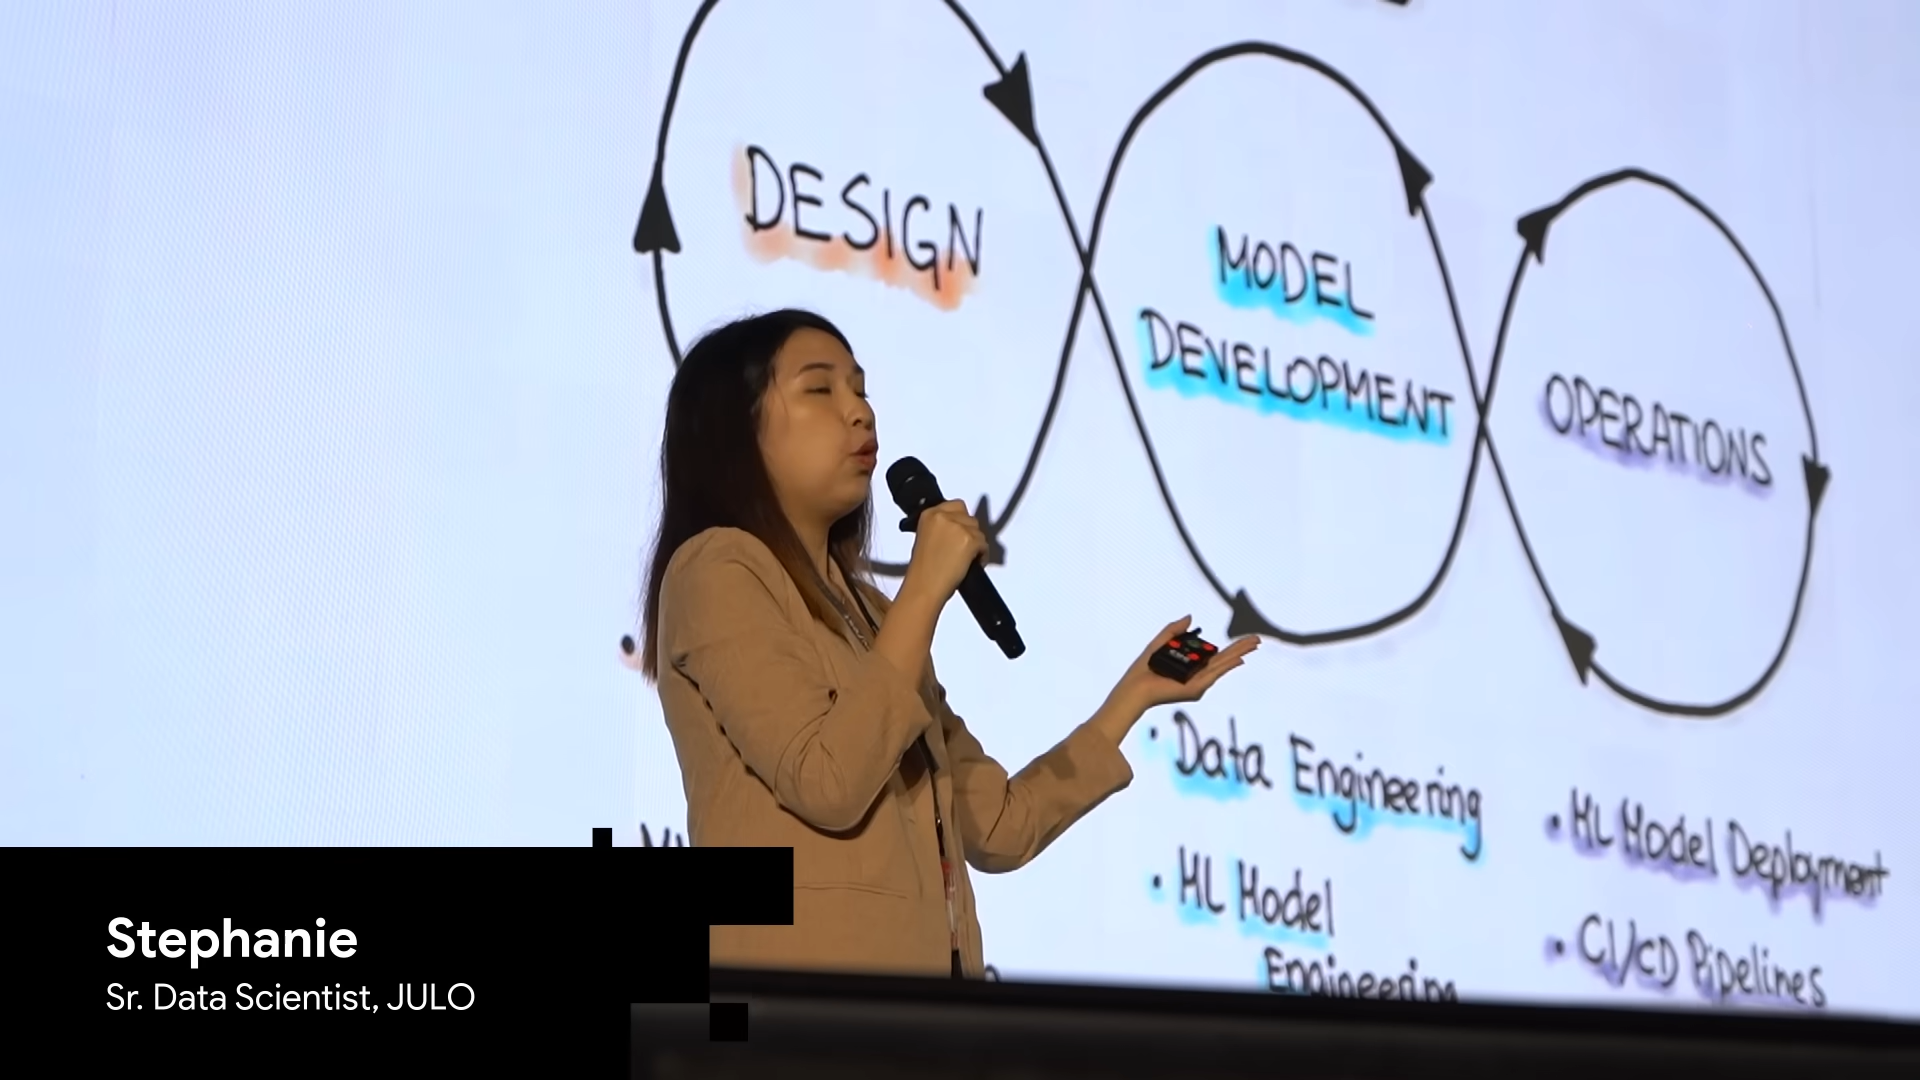 DESIGN
MODEL
DEVELOPMENT
OPERATIONS
• Data Engineering
• ML Model
Engineering
• ML Model Deployment
• CI/CD Pipelines
Stephanie
Sr. Data Scientist, JULO